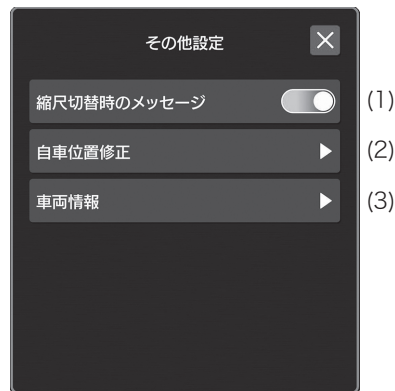 その他設定
縮尺切替時のメッセージ (1)
自車位置修正 (2)
車両情報 (3)